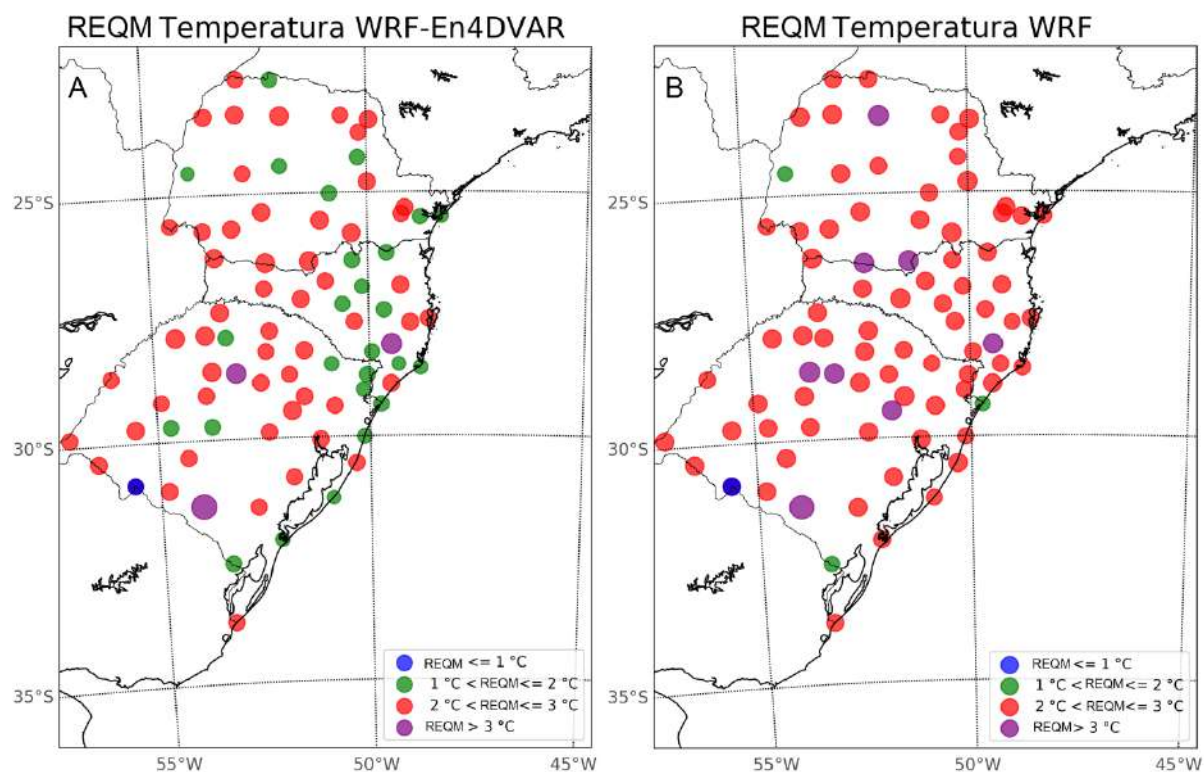 REQM Temperatura WRF-En4DVAR
A
25°S
30°S
35°S
55°W
50°W
45°W
REQM <= 1 °C
1 °C < REQM <= 2 °C
2 °C < REQM <= 3 °C
REQM > 3 °C
REQM Temperatura WRF
B
25°S
30°S
35°S
55°W
50°W
45°W
REQM <= 1 °C
1 °C < REQM <= 2 °C
2 °C < REQM <= 3 °C
REQM > 3 °C